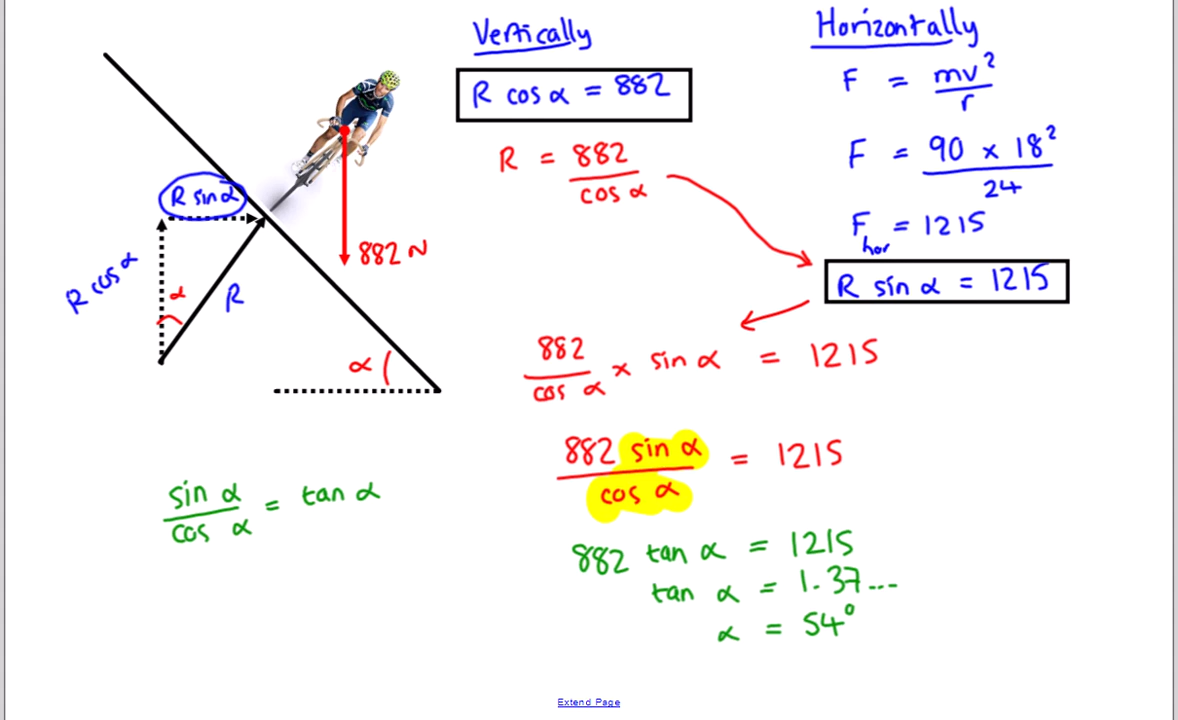 Vertically
R cos α = 882
R = 882 / cos α
Horizontally
F = mv² / r
F = 90 × 18² / 24
F hor = 1215
R sin α = 1215
R sin α
R cos α
α
R
882 N
α
882 / cos α × sin α = 1215
882 sin α / cos α = 1215
sin α / cos α = tan α
882 tan α = 1215
tan α = 1.37...
α = 54°
Extend Page